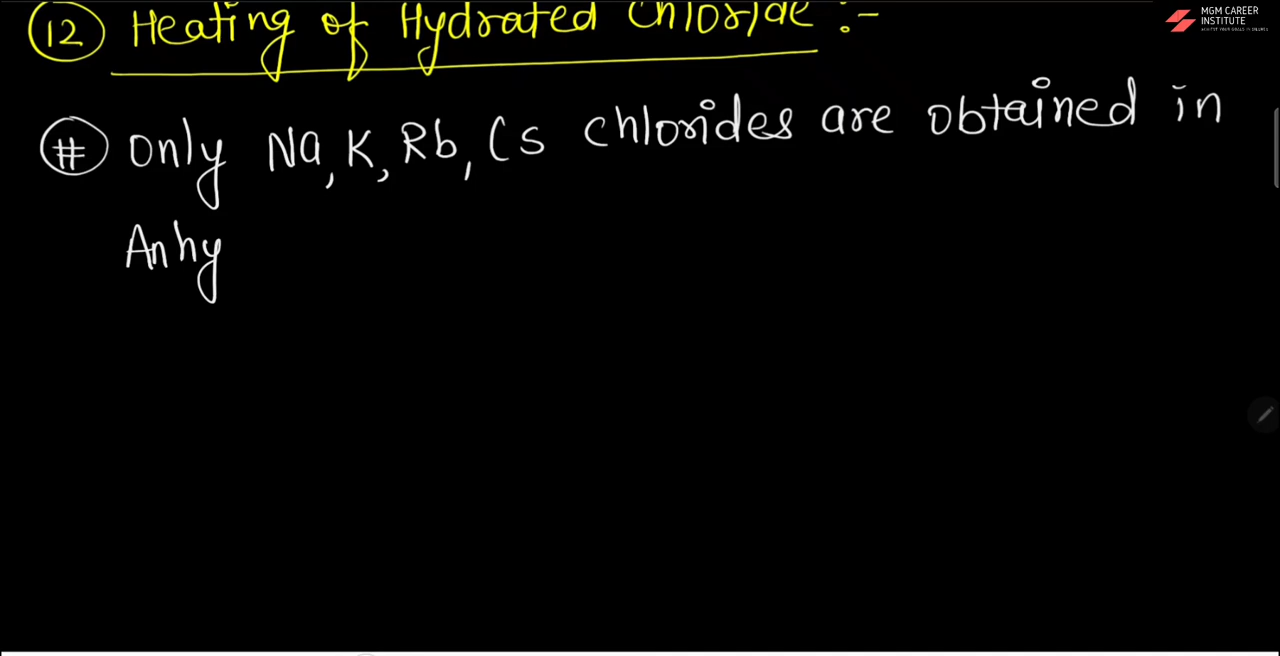 12 Heating of Hydrated Chloride :-
MGM CAREER
INSTITUTE
# Only Na, K, Rb, Cs chlorides are obtained in
Anhy